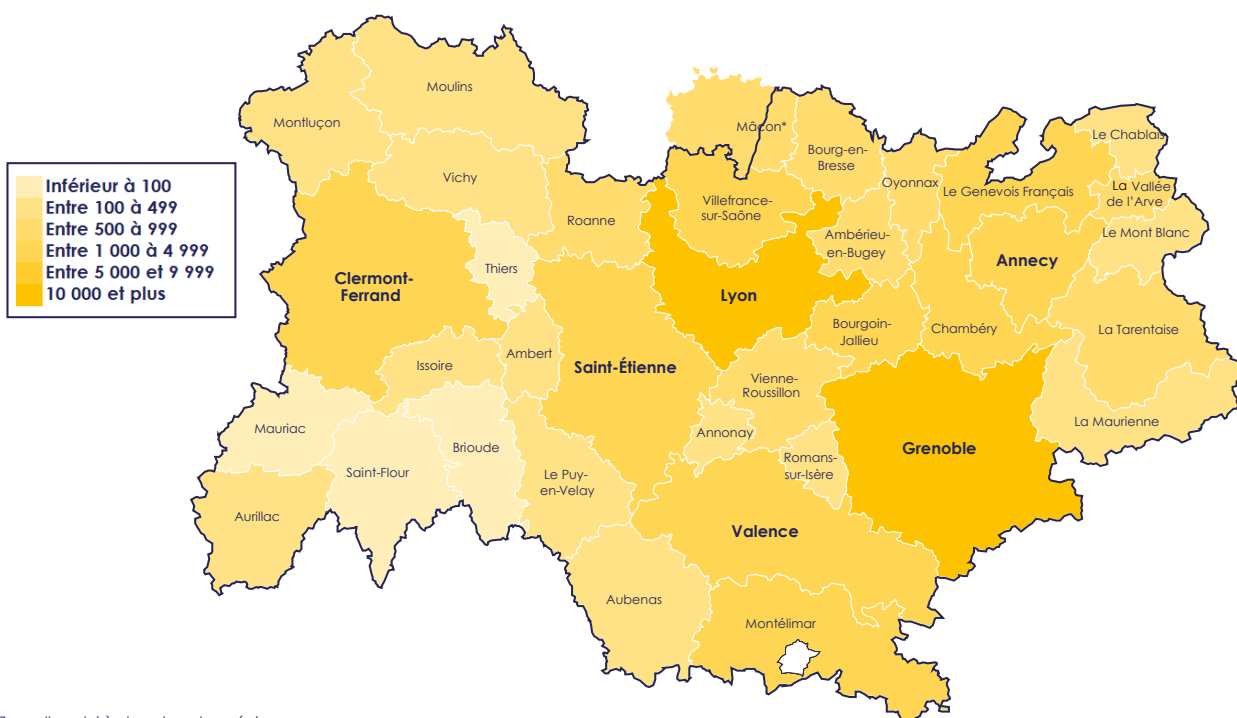 Inférieur à 100
Entre 100 à 499
Entre 500 à 999
Entre 1 000 à 4 999
Entre 5 000 et 9 999
10 000 et plus
Moulins
Montluçon
Vichy
Mâcon*
Bourg-en-
Bresse
Oyonnax
Le Genevois Français
Le Chablais
La Vallée
de l'Arve
Le Mont Blanc
Roanne
Villefrance-
sur-Saône
Ambérieu-
en-Bugey
Annecy
Clermont-
Ferrand
Thiers
Lyon
Bourgoin-
Jallieu
Chambéry
La Tarentaise
Issoire
Ambert
Saint-Étienne
Vienne-
Roussillon
Annonay
La Maurienne
Mauriac
Saint-Flour
Brioude
Le Puy-
en-Velay
Romans-
sur-Isère
Grenoble
Aurillac
Valence
Aubenas
Montélimar